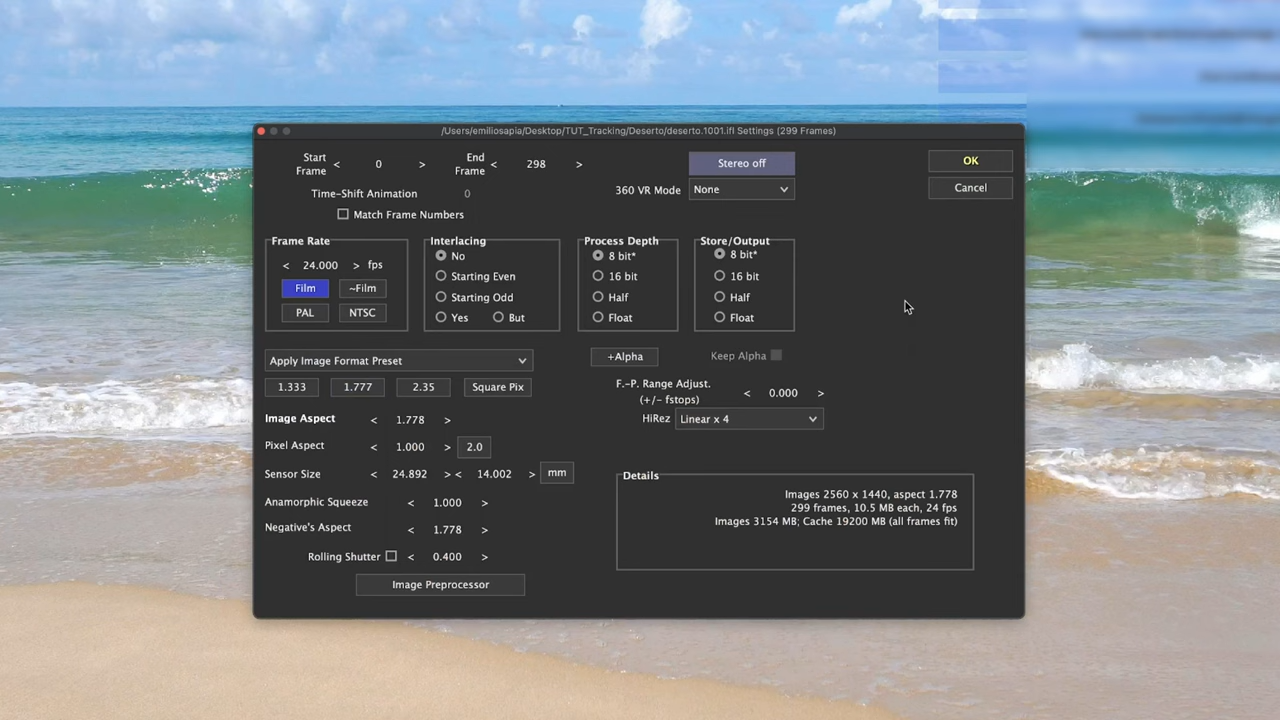 /Users/emiliosapia/Desktop/TUT_Tracking/Deserto/deserto.1001.ifl Settings (299 Frames)
Start Frame < 0 > End Frame < 298 > Stereo off OK
360 VR Mode None Cancel
Time-Shift Animation 0
Match Frame Numbers
Frame Rate Interlacing Process Depth Store/Output
< 24.000 > fps No 8 bit* 8 bit*
Film ~Film Starting Even 16 bit 16 bit
Starting Odd Half Half
PAL NTSC Yes But Float Float
Apply Image Format Preset +Alpha Keep Alpha
1.333 1.777 2.35 Square Pix
F.-P. Range Adjust. (+/- fstops) < 0.000 >
Image Aspect < 1.778 > HiRez Linear x 4
Pixel Aspect < 1.000 > 2.0
Sensor Size < 24.892 > < 14.002 > mm
Details
Images 2560 x 1440, aspect 1.778
299 frames, 10.5 MB each, 24 fps
Images 3154 MB; Cache 19200 MB (all frames fit)
Anamorphic Squeeze < 1.000 >
Negative's Aspect < 1.778 >
Rolling Shutter < 0.400 >
Image Preprocessor